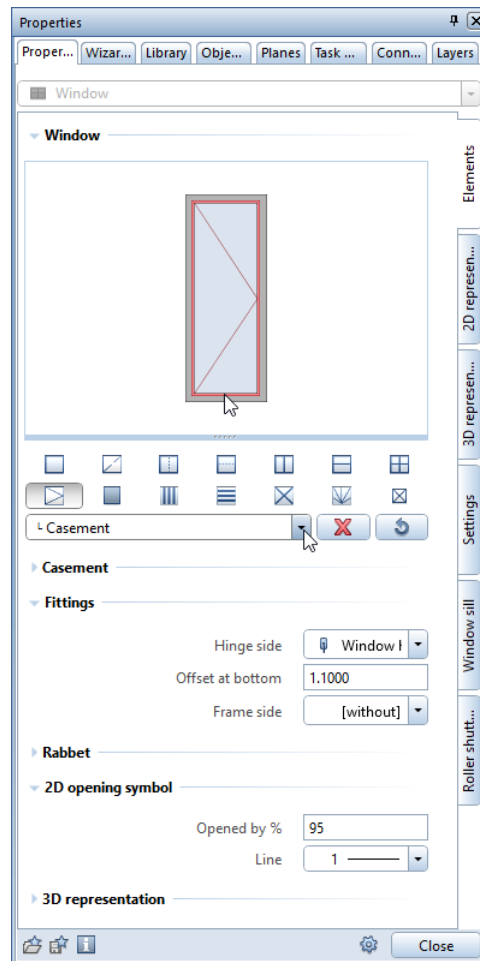 Properties
Proper... Wizar... Library Obje... Planes Task ... Conn... Layers
Window
Window
Elements
2D represen...
3D represen...
Settings
Window sill
Roller shutt...
Casement
Casement
Fittings
Hinge side Window
Offset at bottom 1.1000
Frame side [without]
Rabbet
2D opening symbol
Opened by % 95
Line 1
3D representation
Close